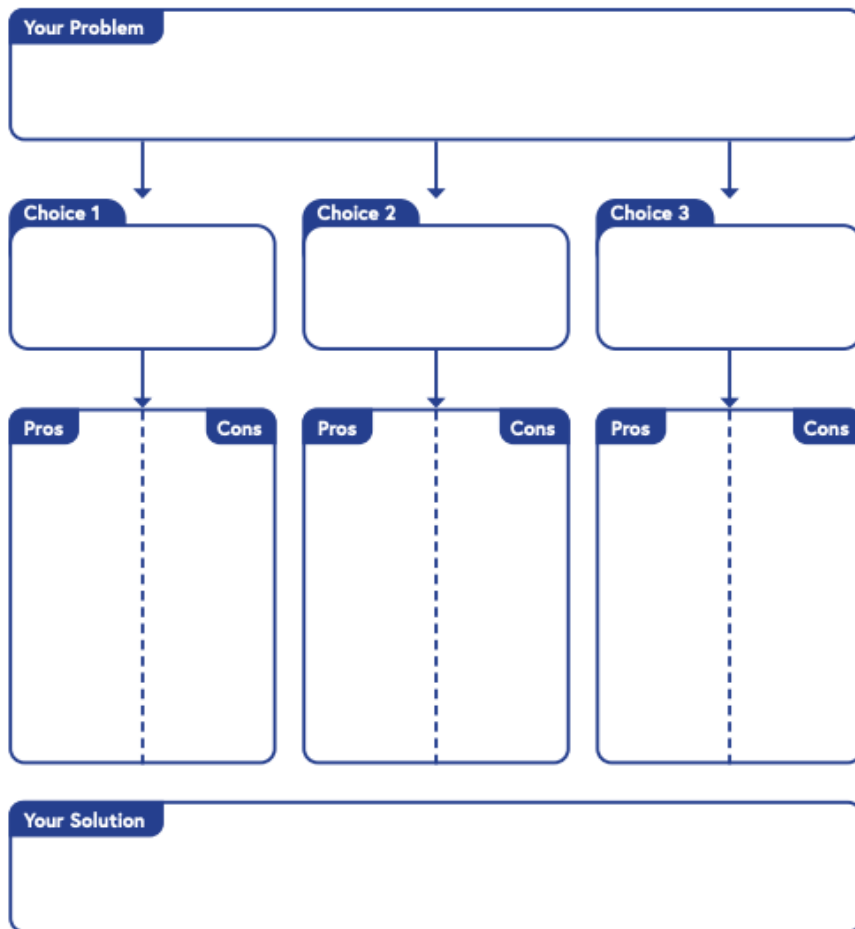 Your Problem
Choice 1
Choice 2
Choice 3
Pros
Cons
Pros
Cons
Pros
Cons
Your Solution